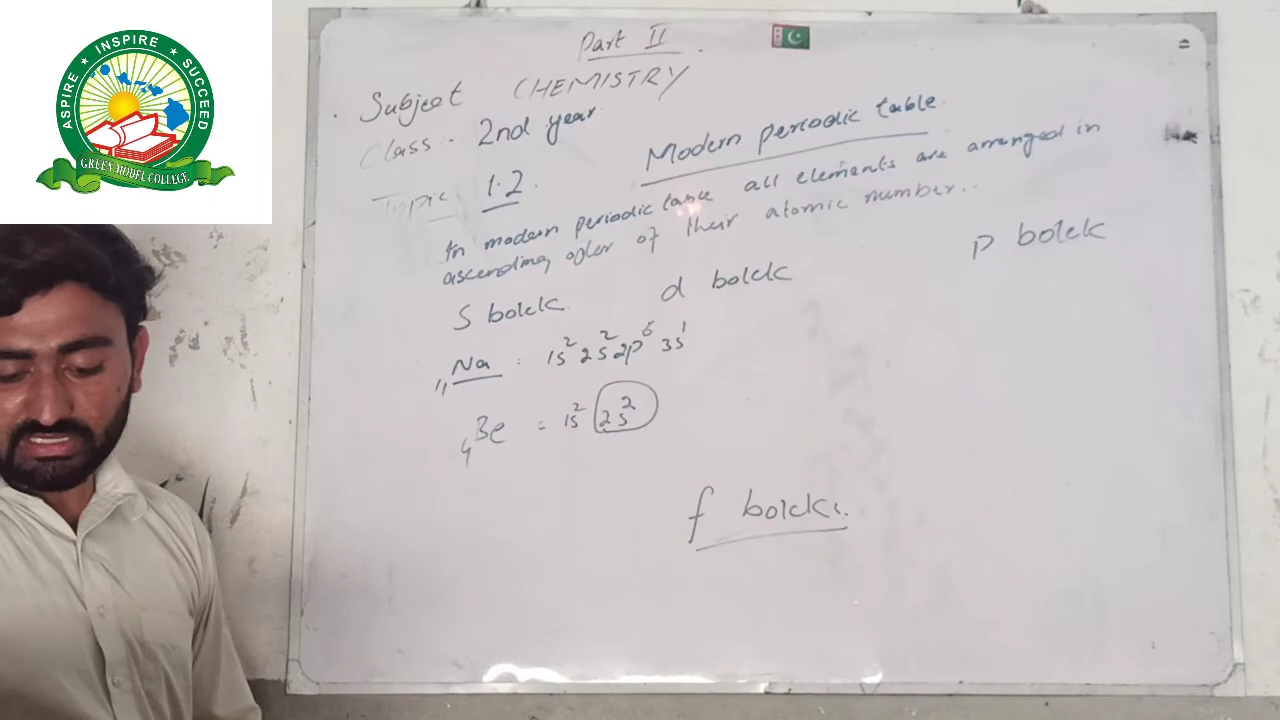 ASPIRE ★ INSPIRE ★ SUCCEED
GREEN MODEL COLLEGE
Part II
Subject CHEMISTRY
Class. 2nd year
Topic 1.2.
Modern periodic table.
In modern periodic table all elements are arranged in
ascending order of their atomic number..
S bolck. d bolck p bolck
₁₁Na : 1s² 2s² 2p⁶ 3s¹
₄Be = 1s² 2s²
f bolck.